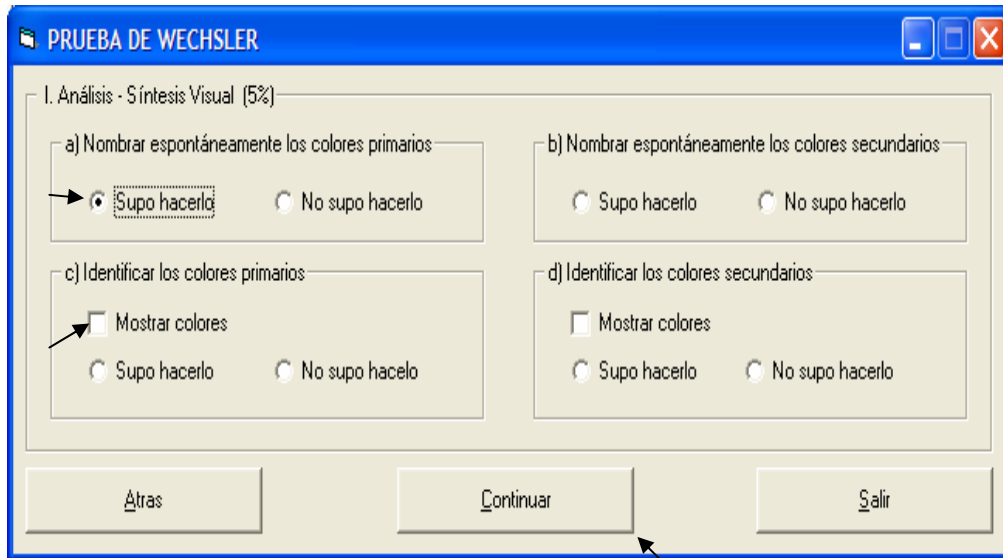 PRUEBA DE WECHSLER
I. Análisis - Síntesis Visual (5%)
a) Nombrar espontáneamente los colores primarios
Supo hacerlo No supo hacerlo
b) Nombrar espontáneamente los colores secundarios
Supo hacerlo No supo hacerlo
c) Identificar los colores primarios
Mostrar colores
Supo hacerlo No supo hacelo
d) Identificar los colores secundarios
Mostrar colores
Supo hacerlo No supo hacerlo
Atras Continuar Salir